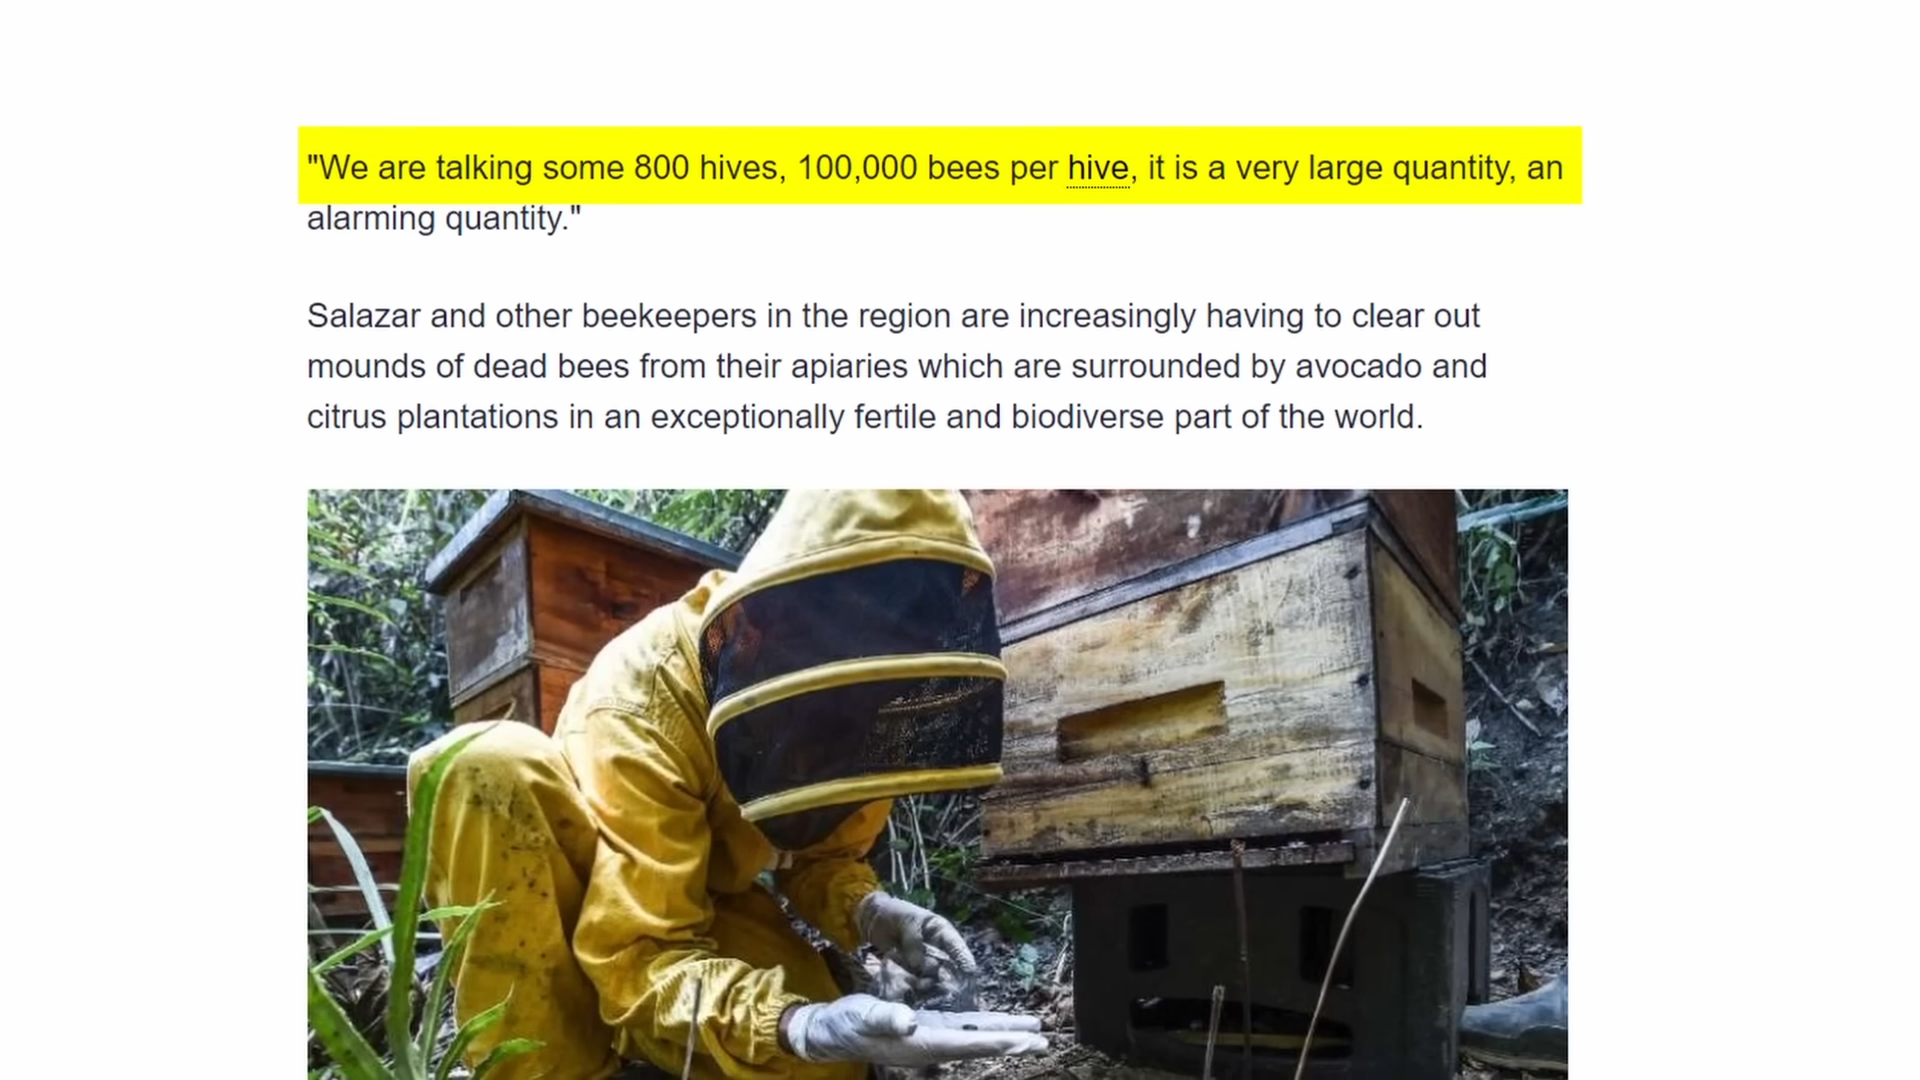 "We are talking some 800 hives, 100,000 bees per hive, it is a very large quantity, an
alarming quantity."
Salazar and other beekeepers in the region are increasingly having to clear out
mounds of dead bees from their apiaries which are surrounded by avocado and
citrus plantations in an exceptionally fertile and biodiverse part of the world.